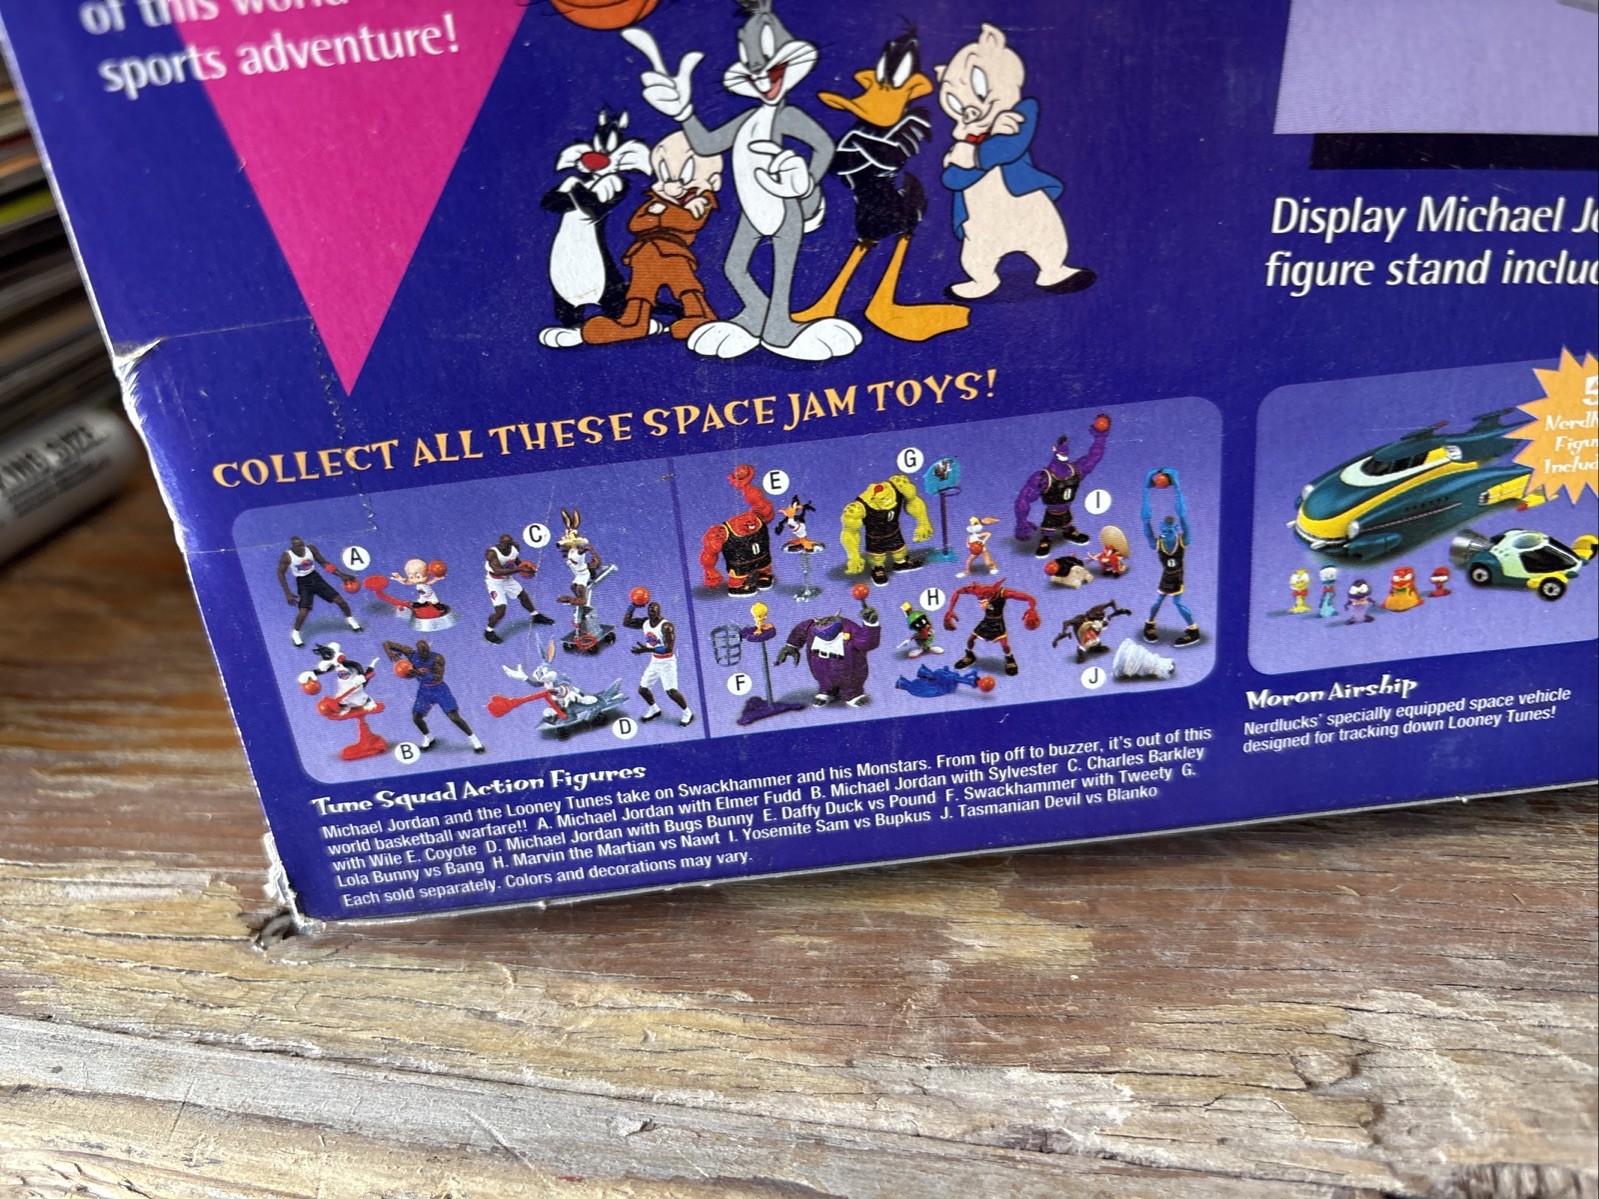 of this world
sports adventure!
Display Michael
figure stand
COLLECT ALL THESE SPACE JAM TOYS!
A
B
C
D
E
F
G
H
I
J
Tune Squad Action Figures
Michael Jordan and the Looney Tunes take on Swackhammer and his Monstars. From tip off to buzzer, it's out of this
world basketball warfare!! A. Michael Jordan with Elmer Fudd B. Michael Jordan with Sylvester C. Charles Barkley
with Wile E. Coyote D. Michael Jordan with Bugs Bunny E. Daffy Duck vs Pound F. Swackhammer with Tweety G.
Lola Bunny vs Bang H. Marvin the Martian vs Nawt I. Yosemite Sam vs Bupkus J. Tasmanian Devil vs Blanko
Each sold separately. Colors and decorations may vary.
5
Moron Airship
Nerdlucks' specially equipped space vehicle
designed for tracking down Looney Tunes!
KING SIZE